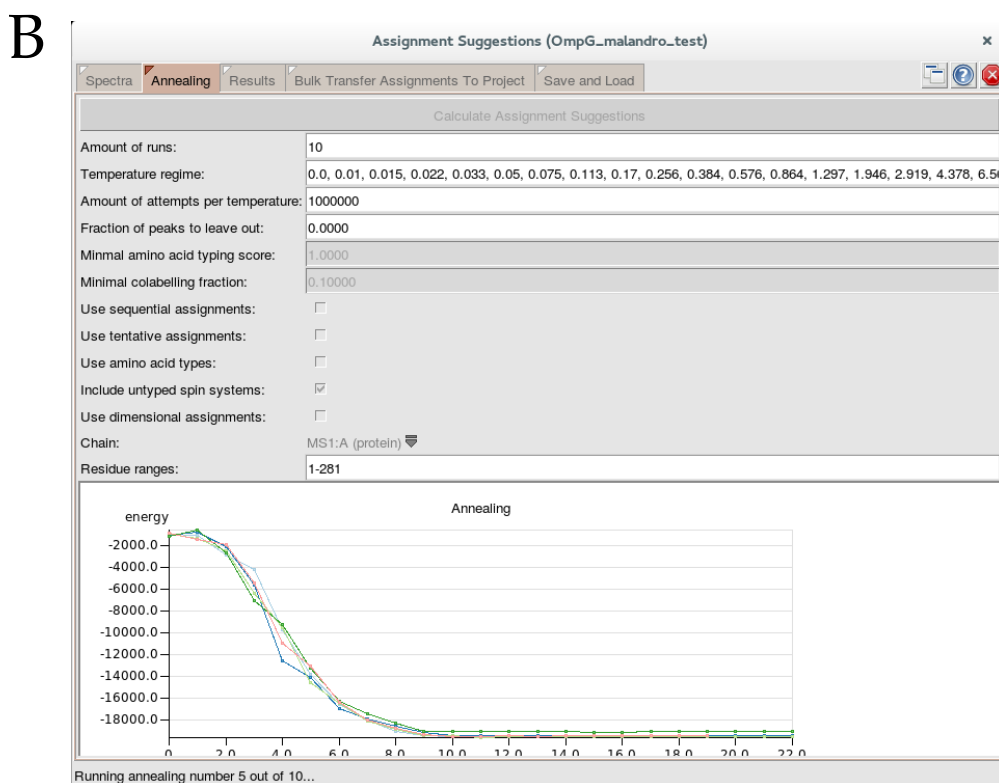 B
Assignment Suggestions (OmpG_malandro_test)
Spectra Annealing Results Bulk Transfer Assignments To Project Save and Load
Calculate Assignment Suggestions
Amount of runs: 10
Temperature regime: 0.0, 0.01, 0.015, 0.022, 0.033, 0.05, 0.075, 0.113, 0.17, 0.256, 0.384, 0.576, 0.864, 1.297, 1.946, 2.919, 4.378,
Amount of attempts per temperature: 1000000
Fraction of peaks to leave out: 0.0000
Minmal amino acid typing score: 1.0000
Minimal colabelling fraction: 0.10000
Use sequential assignments:
Use tentative assignments:
Use amino acid types:
Include untyped spin systems:
Use dimensional assignments:
Chain: MS1:A (protein)
Residue ranges: 1-281
Annealing
energy
-2000.0
-4000.0
-6000.0
-8000.0
-10000.0
-12000.0
-14000.0
-16000.0
-18000.0
0 2.0 4.0 6.0 8.0 10.0 12.0 14.0 16.0 18.0 20.0 22.0
Running annealing number 5 out of 10...